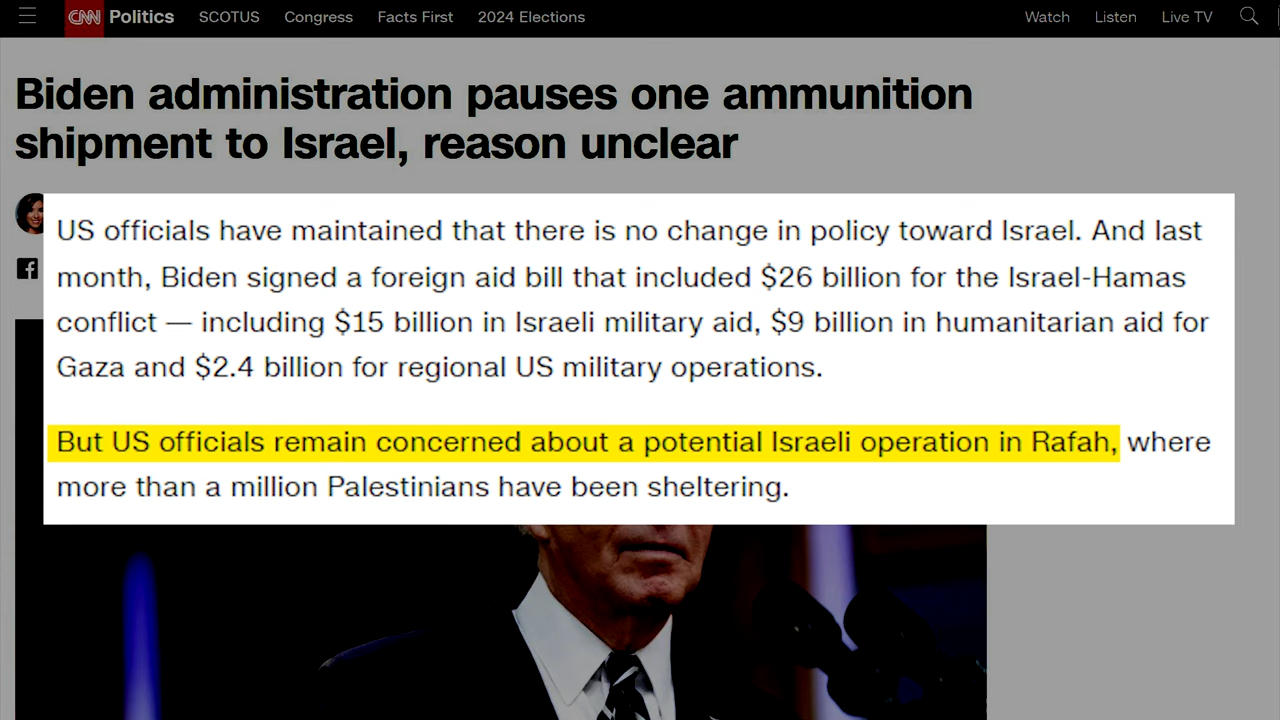 CNN Politics SCOTUS Congress Facts First 2024 Elections Watch Listen Live TV
Biden administration pauses one ammunition
shipment to Israel, reason unclear
US officials have maintained that there is no change in policy toward Israel. And last
month, Biden signed a foreign aid bill that included $26 billion for the Israel-Hamas
conflict — including $15 billion in Israeli military aid, $9 billion in humanitarian aid for
Gaza and $2.4 billion for regional US military operations.
But US officials remain concerned about a potential Israeli operation in Rafah, where
more than a million Palestinians have been sheltering.